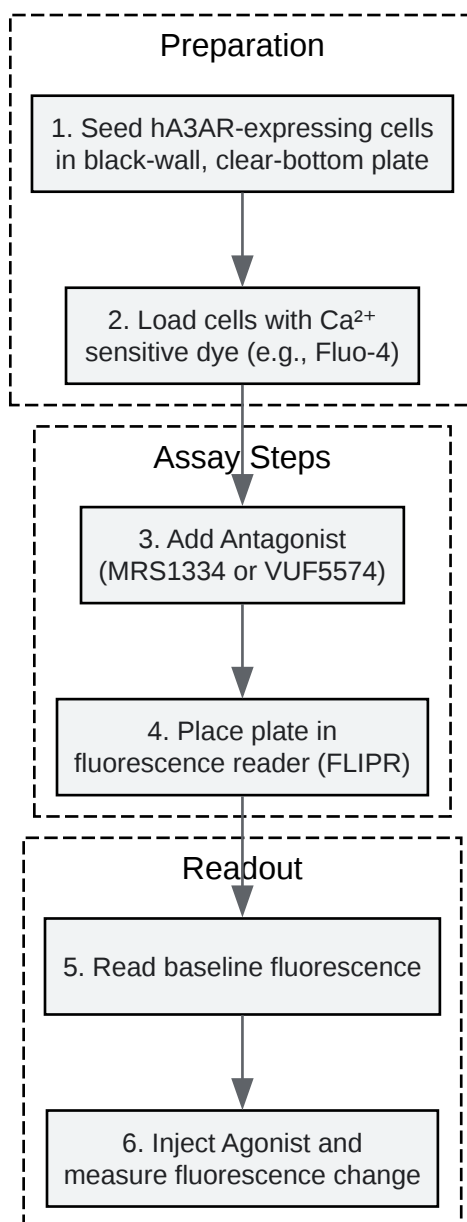 Preparation
1. Seed hA3AR-expressing cells
in black-wall, clear-bottom plate
2. Load cells with Ca²⁺
sensitive dye (e.g., Fluo-4)
Assay Steps
3. Add Antagonist
(MRS1334 or VUF5574)
4. Place plate in
fluorescence reader (FLIPR)
Readout
5. Read baseline fluorescence
6. Inject Agonist and
measure fluorescence change